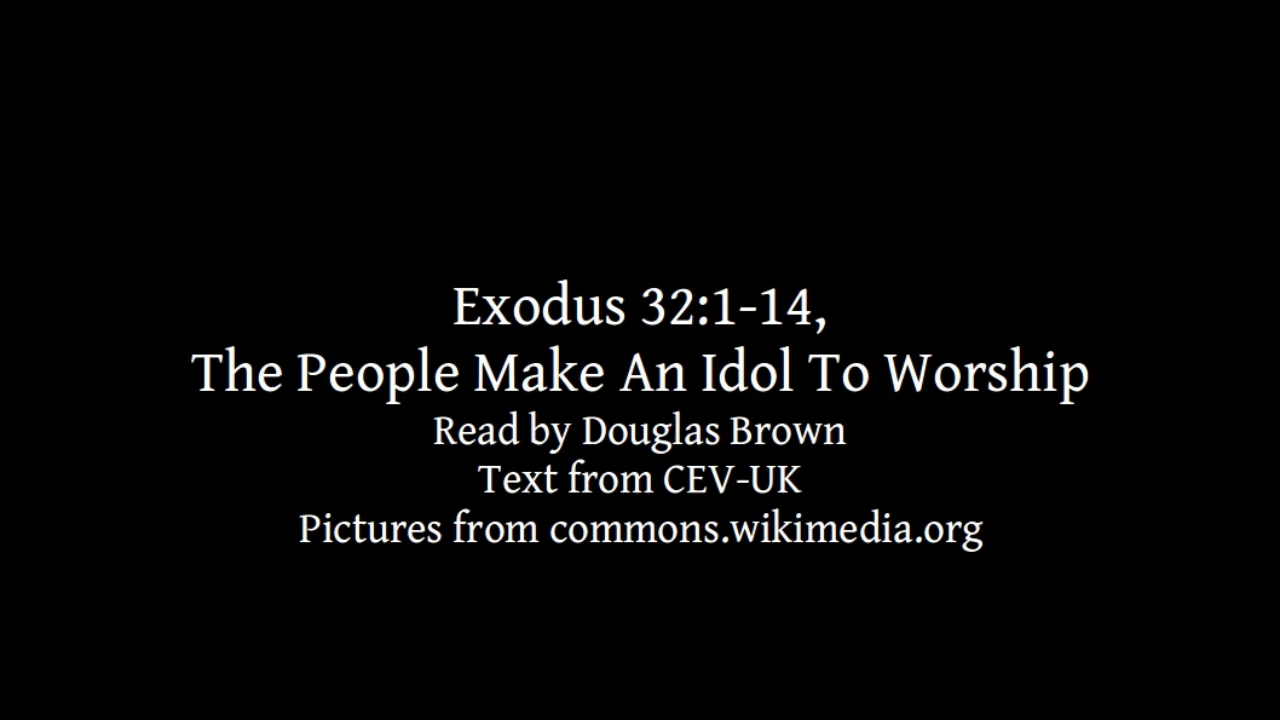 Exodus 32:1-14,
The People Make An Idol To Worship
Read by Douglas Brown
Text from CEV-UK
Pictures from commons.wikimedia.org